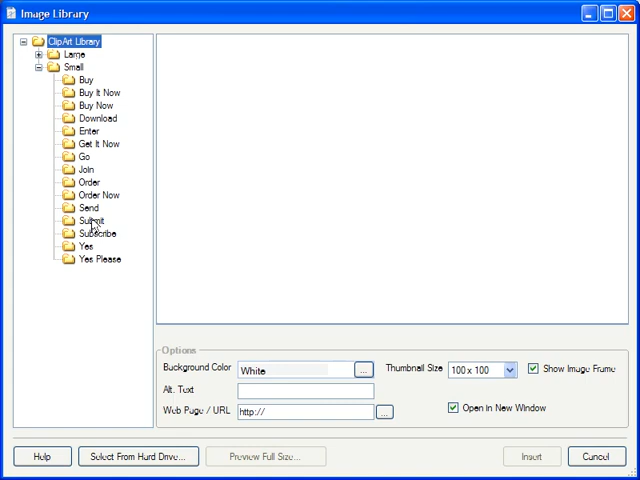 Image Library
ClipArt Library
Large
Small
Buy
Buy It Now
Buy Now
Download
Enter
Get It Now
Go
Join
Order
Order Now
Send
Submit
Subscribe
Yes
Yes Please
Options
Background Color White ... Thumbnail Size 100 x 100 Show Image Frame
Alt. Text
Web Page / URL http:// ... Open in New Window
Help Select From Hard Drive... Preview Full Size... Insert Cancel